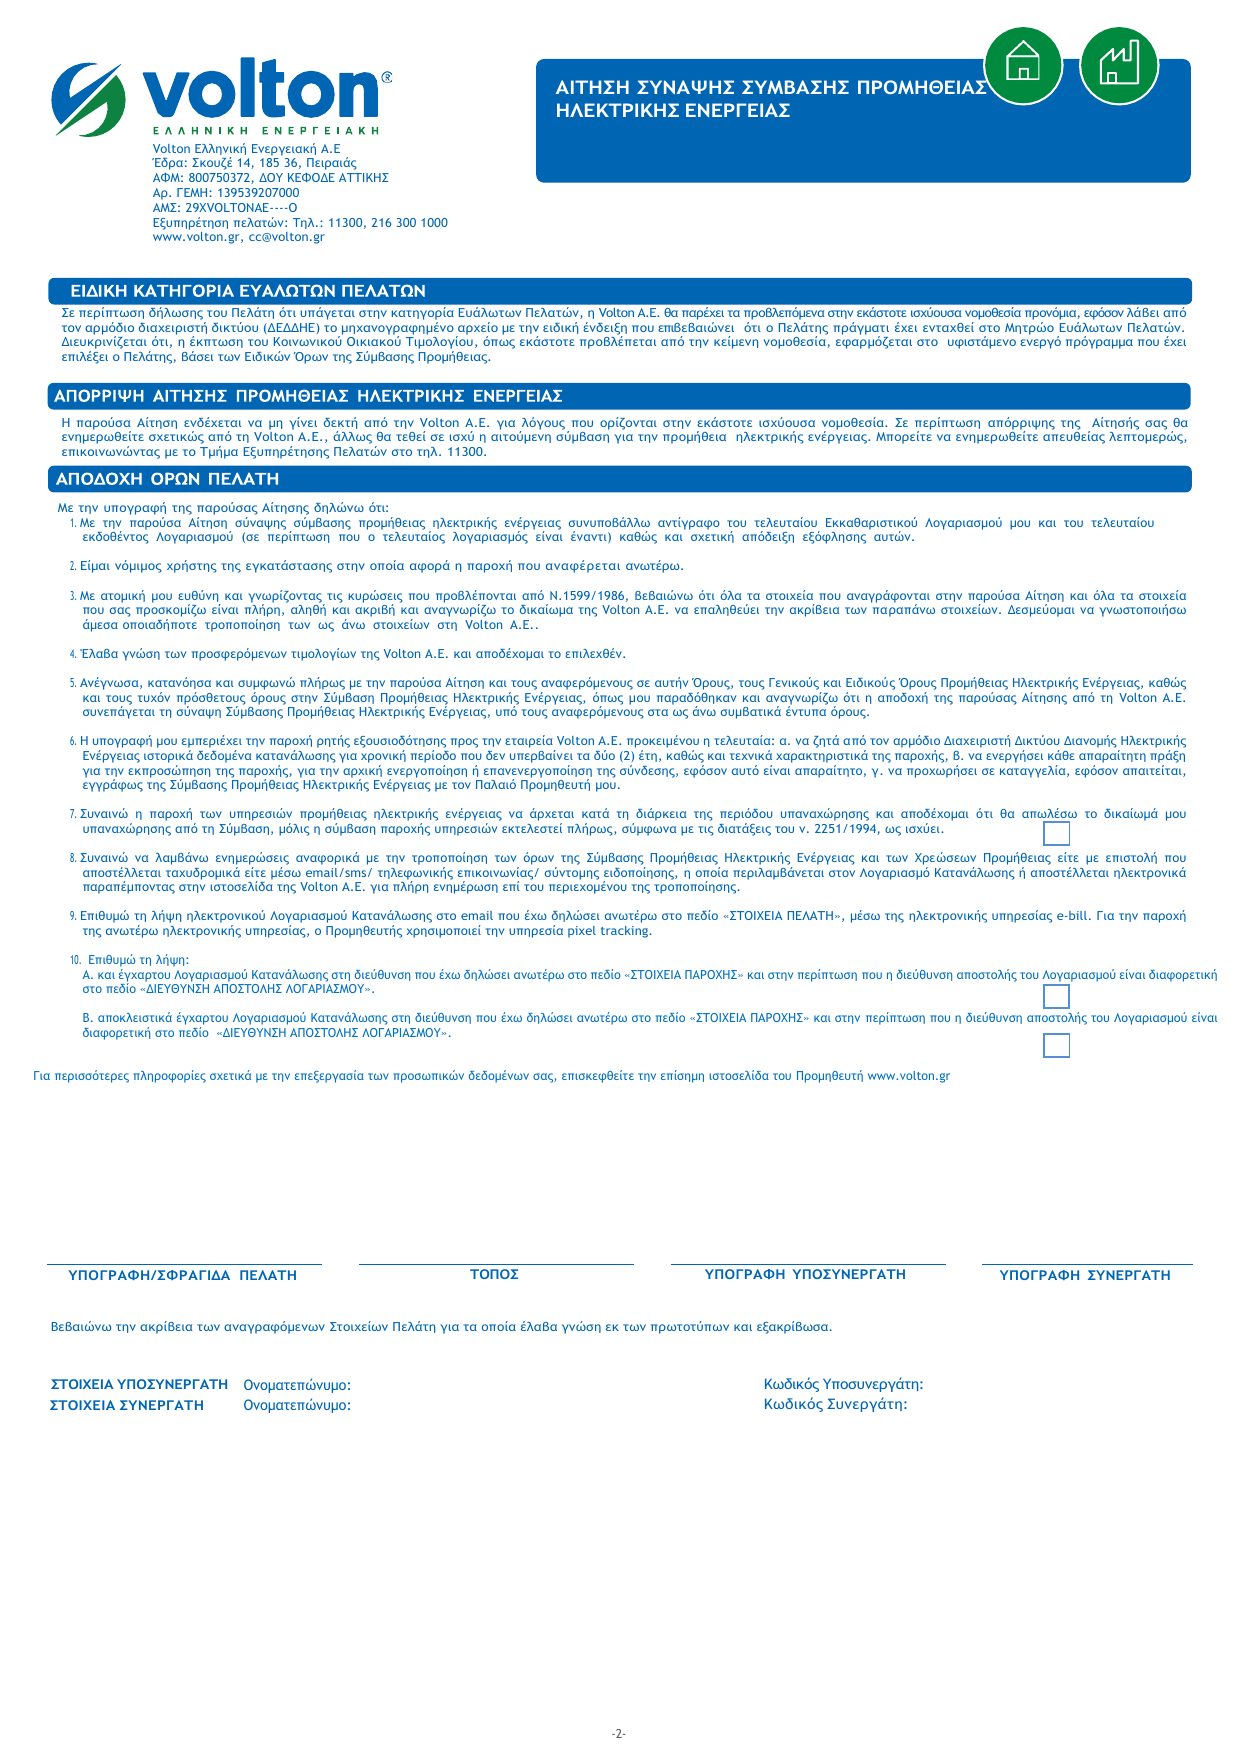 volton®
ΕΛΛΗΝΙΚΗ ΕΝΕΡΓΕΙΑΚΗ
Volton Ελληνική Ενεργειακή Α.Ε
Έδρα: Σκουζέ 14, 185 36, Πειραιάς
ΑΦΜ: 800750372, ΔΟΥ ΚΕΦΟΔΕ ΑΤΤΙΚΗΣ
Αρ. ΓΕΜΗ: 139539207000
ΑΜΣ: 29XVOLTONAE----O
Εξυπηρέτηση πελατών: Τηλ.: 11300, 216 300 1000
www.volton.gr, cc@volton.gr
ΑΙΤΗΣΗ ΣΥΝΑΨΗΣ ΣΥΜΒΑΣΗΣ ΠΡΟΜΗΘΕΙΑΣ
ΗΛΕΚΤΡΙΚΗΣ ΕΝΕΡΓΕΙΑΣ
ΕΙΔΙΚΗ ΚΑΤΗΓΟΡΙΑ ΕΥΑΛΩΤΩΝ ΠΕΛΑΤΩΝ
Σε περίπτωση δήλωσης του Πελάτη ότι υπάγεται στην κατηγορία Ευάλωτων Πελατών, η Volton Α.Ε. θα παρέχει τα προβλεπόμενα στην εκάστοτε ισχύουσα νομοθεσία προνόμια, εφόσον λάβει από
τον αρμόδιο διαχειριστή δικτύου (ΔΕΔΔΗΕ) το μηχανογραφημένο αρχείο με την ειδική ένδειξη που επιβεβαιώνει ότι ο Πελάτης πράγματι έχει ενταχθεί στο Μητρώο Ευάλωτων Πελατών.
Διευκρινίζεται ότι, η έκπτωση του Κοινωνικού Οικιακού Τιμολογίου, όπως εκάστοτε προβλέπεται από την κείμενη νομοθεσία, εφαρμόζεται στο υφιστάμενο ενεργό πρόγραμμα που έχει
επιλέξει ο Πελάτης, βάσει των Ειδικών Όρων της Σύμβασης Προμήθειας.
ΑΠΟΡΡΙΨΗ ΑΙΤΗΣΗΣ ΠΡΟΜΗΘΕΙΑΣ ΗΛΕΚΤΡΙΚΗΣ ΕΝΕΡΓΕΙΑΣ
Η παρούσα Αίτηση ενδέχεται να μη γίνει δεκτή από την Volton Α.Ε. για λόγους που ορίζονται στην εκάστοτε ισχύουσα νομοθεσία. Σε περίπτωση απόρριψης της Αίτησής σας θα
ενημερωθείτε σχετικώς από τη Volton Α.Ε., άλλως θα τεθεί σε ισχύ η αιτούμενη σύμβαση για την προμήθεια ηλεκτρικής ενέργειας. Μπορείτε να ενημερωθείτε απευθείας λεπτομερώς,
επικοινωνώντας με το Τμήμα Εξυπηρέτησης Πελατών στο τηλ. 11300.
ΑΠΟΔΟΧΗ ΟΡΩΝ ΠΕΛΑΤΗ
Με την υπογραφή της παρούσας Αίτησης δηλώνω ότι:
1. Με την παρούσα Αίτηση σύναψης σύμβασης προμήθειας ηλεκτρικής ενέργειας συνυποβάλλω αντίγραφο του τελευταίου Εκκαθαριστικού Λογαριασμού μου και του τελευταίου
εκδοθέντος Λογαριασμού (σε περίπτωση που ο τελευταίος λογαριασμός είναι έναντι) καθώς και σχετική απόδειξη εξόφλησης αυτών.
2. Είμαι νόμιμος χρήστης της εγκατάστασης στην οποία αφορά η παροχή που αναφέρεται ανωτέρω.
3. Με ατομική μου ευθύνη και γνωρίζοντας τις κυρώσεις που προβλέπονται από Ν.1599/1986, βεβαιώνω ότι όλα τα στοιχεία που αναγράφονται στην παρούσα Αίτηση και όλα τα στοιχεία
που σας προσκομίζω είναι πλήρη, αληθή και ακριβή και αναγνωρίζω το δικαίωμα της Volton Α.Ε. να επαληθεύει την ακρίβεια των παραπάνω στοιχείων. Δεσμεύομαι να γνωστοποιήσω
άμεσα οποιαδήποτε τροποποίηση των ως άνω στοιχείων στη Volton Α.Ε..
4. Έλαβα γνώση των προσφερόμενων τιμολογίων της Volton Α.Ε. και αποδέχομαι το επιλεχθέν.
5. Ανέγνωσα, κατανόησα και συμφωνώ πλήρως με την παρούσα Αίτηση και τους αναφερόμενους σε αυτήν Όρους, τους Γενικούς και Ειδικούς Όρους Προμήθειας Ηλεκτρικής Ενέργειας, καθώς
και τους τυχόν πρόσθετους όρους στην Σύμβαση Προμήθειας Ηλεκτρικής Ενέργειας, όπως μου παραδόθηκαν και αναγνωρίζω ότι η αποδοχή της παρούσας Αίτησης από τη Volton Α.Ε.
συνεπάγεται τη σύναψη Σύμβασης Προμήθειας Ηλεκτρικής Ενέργειας, υπό τους αναφερόμενους στα ως άνω συμβατικά έντυπα όρους.
6. Η υπογραφή μου εμπεριέχει την παροχή ρητής εξουσιοδότησης προς την εταιρεία Volton Α.Ε. προκειμένου η τελευταία: α. να ζητά από τον αρμόδιο Διαχειριστή Δικτύου Διανομής Ηλεκτρικής
Ενέργειας ιστορικά δεδομένα κατανάλωσης για χρονική περίοδο που δεν υπερβαίνει τα δύο (2) έτη, καθώς και τεχνικά χαρακτηριστικά της παροχής, β. να ενεργήσει κάθε απαραίτητη πράξη
για την εκπροσώπηση της παροχής, για την αρχική ενεργοποίηση ή επανενεργοποίηση της σύνδεσης, εφόσον αυτό είναι απαραίτητο, γ. να προχωρήσει σε καταγγελία, εφόσον απαιτείται,
εγγράφως της Σύμβασης Προμήθειας Ηλεκτρικής Ενέργειας με τον Παλαιό Προμηθευτή μου.
7. Συναινώ η παροχή των υπηρεσιών προμήθειας ηλεκτρικής ενέργειας να άρχεται κατά τη διάρκεια της περιόδου υπαναχώρησης και αποδέχομαι ότι θα απωλέσω το δικαίωμά μου
υπαναχώρησης από τη Σύμβαση, μόλις η σύμβαση παροχής υπηρεσιών εκτελεστεί πλήρως, σύμφωνα με τις διατάξεις του ν. 2251/1994, ως ισχύει.
8. Συναινώ να λαμβάνω ενημερώσεις αναφορικά με την τροποποίηση των όρων της Σύμβασης Προμήθειας Ηλεκτρικής Ενέργειας και των Χρεώσεων Προμήθειας είτε με επιστολή που
αποστέλλεται ταχυδρομικά είτε μέσω email/sms/ τηλεφωνικής επικοινωνίας/ σύντομης ειδοποίησης, η οποία περιλαμβάνεται στον Λογαριασμό Κατανάλωσης ή αποστέλλεται ηλεκτρονικά
παραπέμποντας στην ιστοσελίδα της Volton Α.Ε. για πλήρη ενημέρωση επί του περιεχομένου της τροποποίησης.
9. Επιθυμώ τη λήψη ηλεκτρονικού Λογαριασμού Κατανάλωσης στο email που έχω δηλώσει ανωτέρω στο πεδίο «ΣΤΟΙΧΕΙΑ ΠΕΛΑΤΗ», μέσω της ηλεκτρονικής υπηρεσίας e-bill. Για την παροχή
της ανωτέρω ηλεκτρονικής υπηρεσίας, ο Προμηθευτής χρησιμοποιεί την υπηρεσία pixel tracking.
10. Επιθυμώ τη λήψη:
Α. και έγχαρτου Λογαριασμού Κατανάλωσης στη διεύθυνση που έχω δηλώσει ανωτέρω στο πεδίο «ΣΤΟΙΧΕΙΑ ΠΑΡΟΧΗΣ» και στην περίπτωση που η διεύθυνση αποστολής του Λογαριασμού είναι διαφορετική
στο πεδίο «ΔΙΕΥΘΥΝΣΗ ΑΠΟΣΤΟΛΗΣ ΛΟΓΑΡΙΑΣΜΟΥ».
Β. αποκλειστικά έγχαρτου Λογαριασμού Κατανάλωσης στη διεύθυνση που έχω δηλώσει ανωτέρω στο πεδίο «ΣΤΟΙΧΕΙΑ ΠΑΡΟΧΗΣ» και στην περίπτωση που η διεύθυνση αποστολής του Λογαριασμού είναι
διαφορετική στο πεδίο «ΔΙΕΥΘΥΝΣΗ ΑΠΟΣΤΟΛΗΣ ΛΟΓΑΡΙΑΣΜΟΥ».
Για περισσότερες πληροφορίες σχετικά με την επεξεργασία των προσωπικών δεδομένων σας, επισκεφθείτε την επίσημη ιστοσελίδα του Προμηθευτή www.volton.gr
ΥΠΟΓΡΑΦΗ/ΣΦΡΑΓΙΔΑ ΠΕΛΑΤΗ
ΤΟΠΟΣ
ΥΠΟΓΡΑΦΗ ΥΠΟΣΥΝΕΡΓΑΤΗ
ΥΠΟΓΡΑΦΗ ΣΥΝΕΡΓΑΤΗ
Βεβαιώνω την ακρίβεια των αναγραφόμενων Στοιχείων Πελάτη για τα οποία έλαβα γνώση εκ των πρωτοτύπων και εξακρίβωσα.
ΣΤΟΙΧΕΙΑ ΥΠΟΣΥΝΕΡΓΑΤΗ Ονοματεπώνυμο: Κωδικός Υποσυνεργάτη:
ΣΤΟΙΧΕΙΑ ΣΥΝΕΡΓΑΤΗ Ονοματεπώνυμο: Κωδικός Συνεργάτη:
-2-